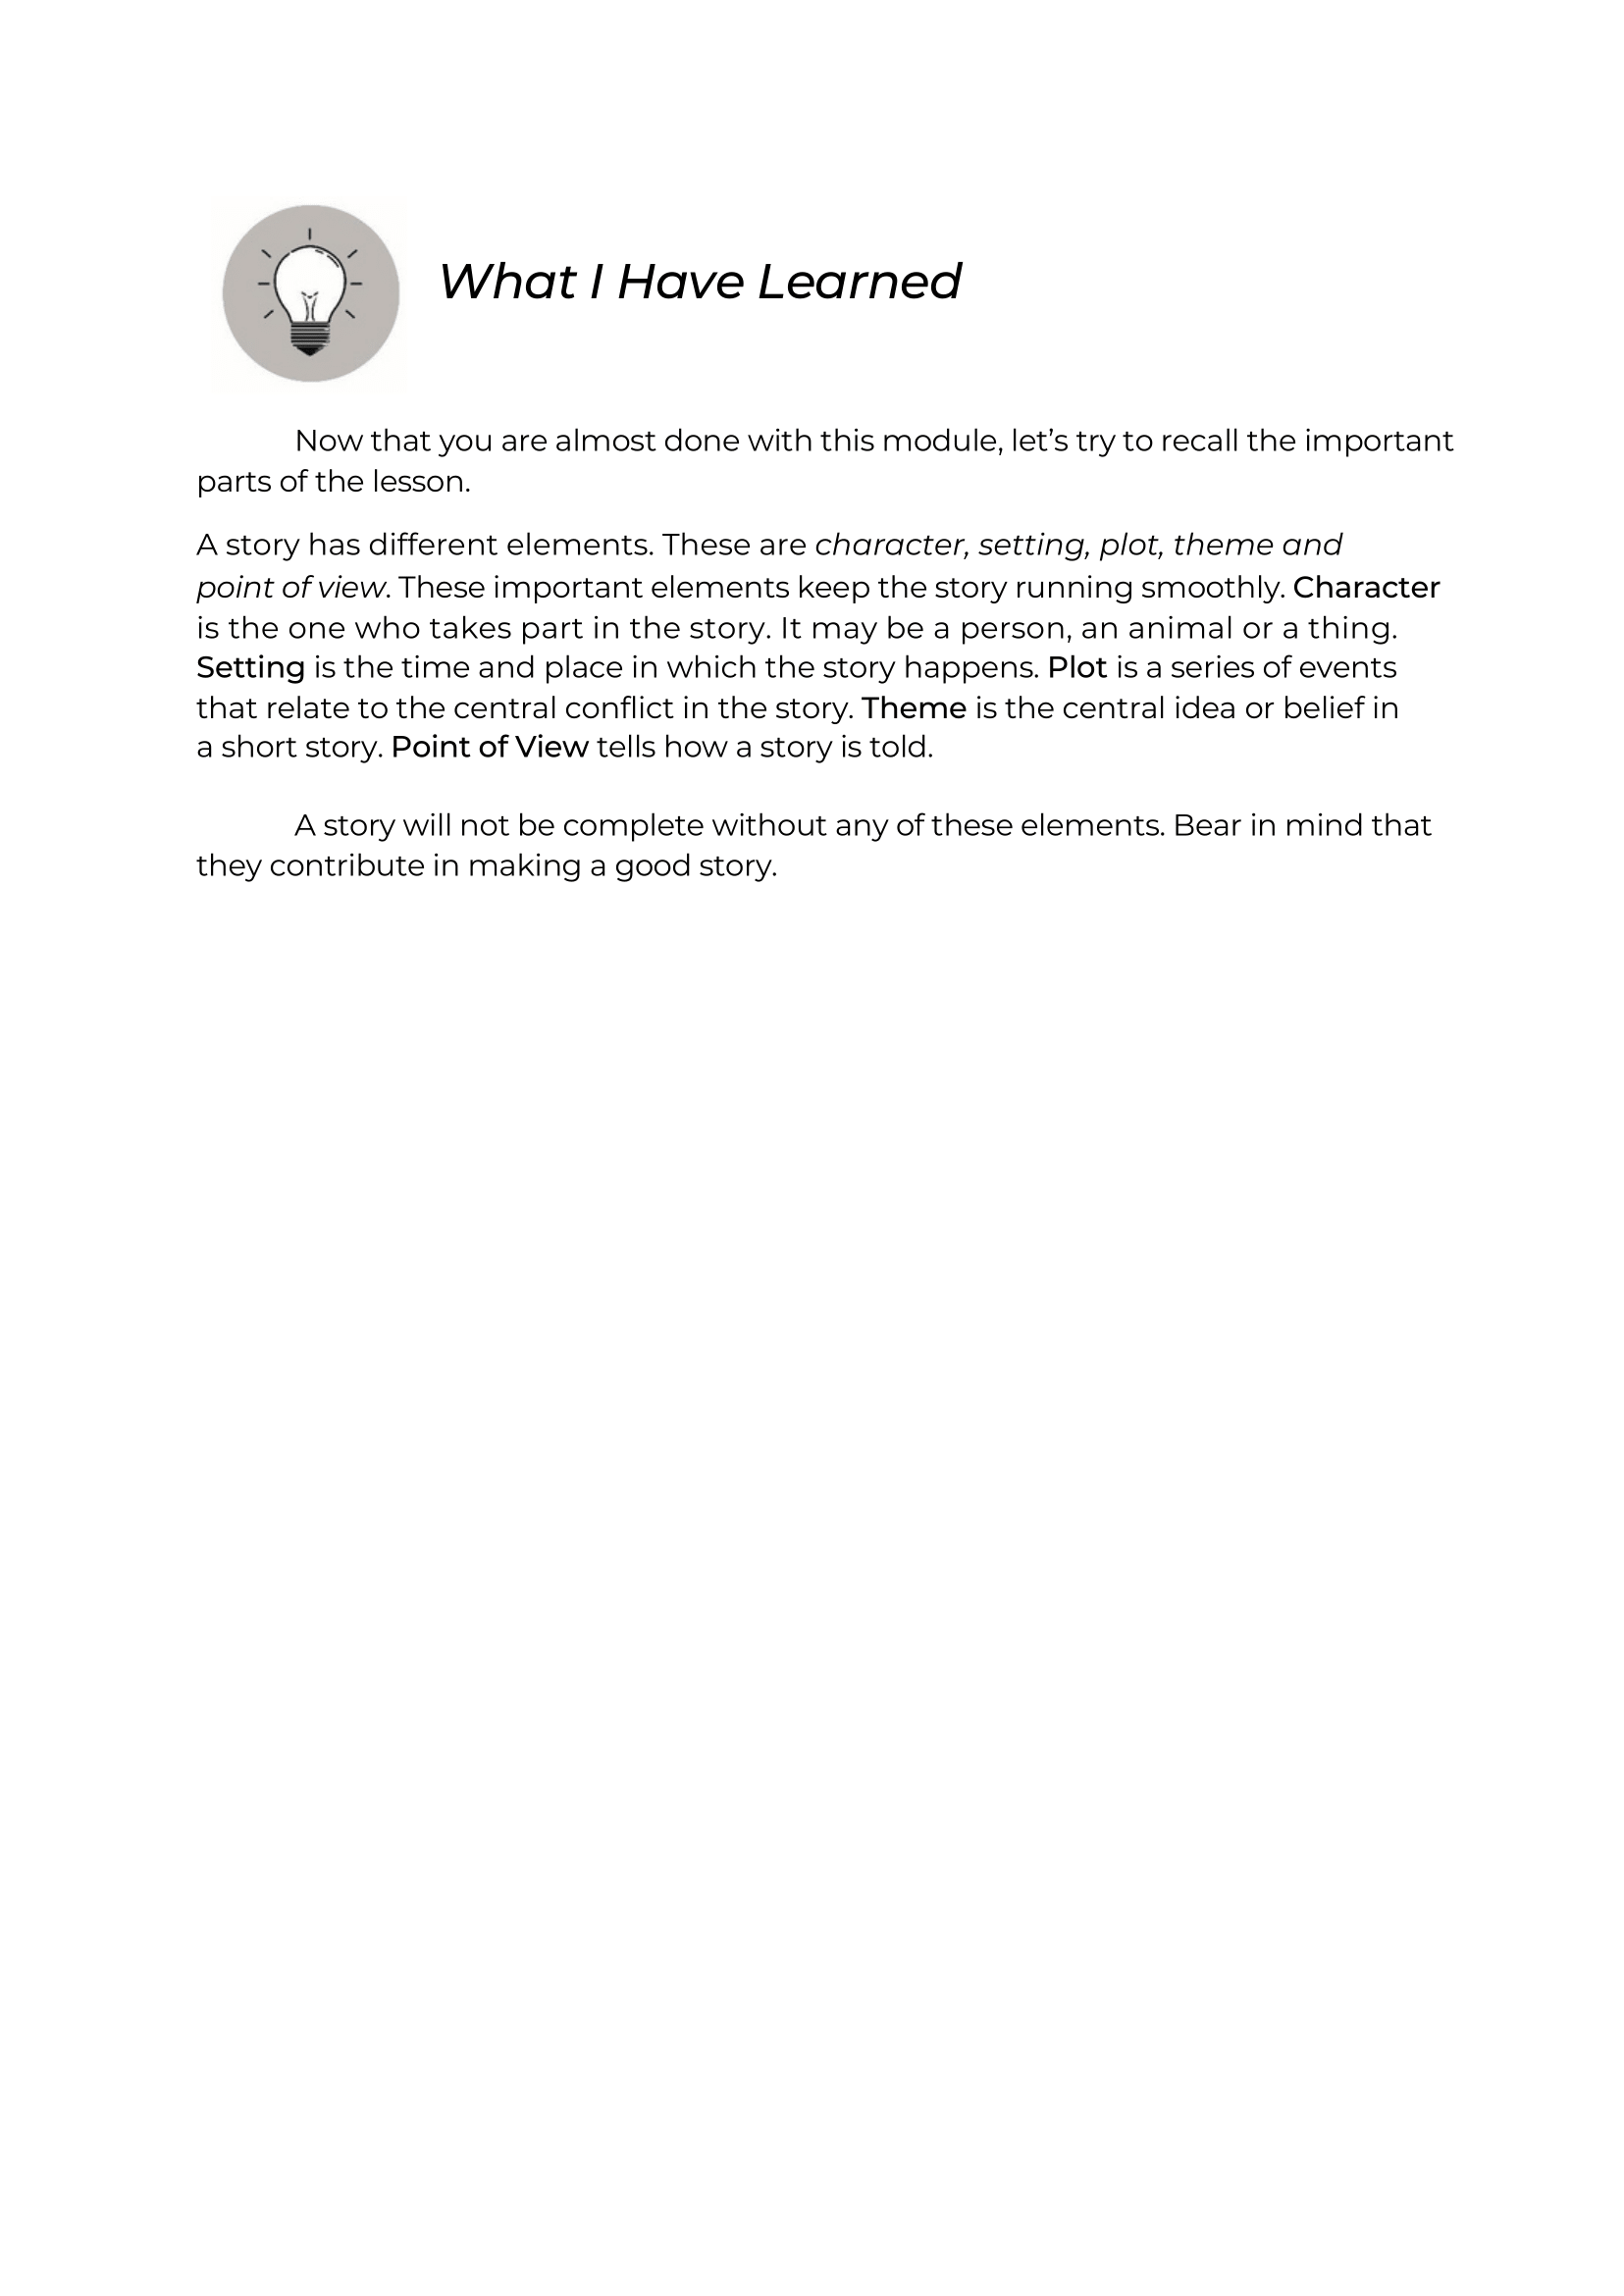 What I Have Learned
Now that you are almost done with this module, let’s try to recall the important
parts of the lesson.
A story has different elements. These are character, setting, plot, theme and
point of view. These important elements keep the story running smoothly. Character
is the one who takes part in the story. It may be a person, an animal or a thing.
Setting is the time and place in which the story happens. Plot is a series of events
that relate to the central conflict in the story. Theme is the central idea or belief in
a short story. Point of View tells how a story is told.
A story will not be complete without any of these elements. Bear in mind that
they contribute in making a good story.